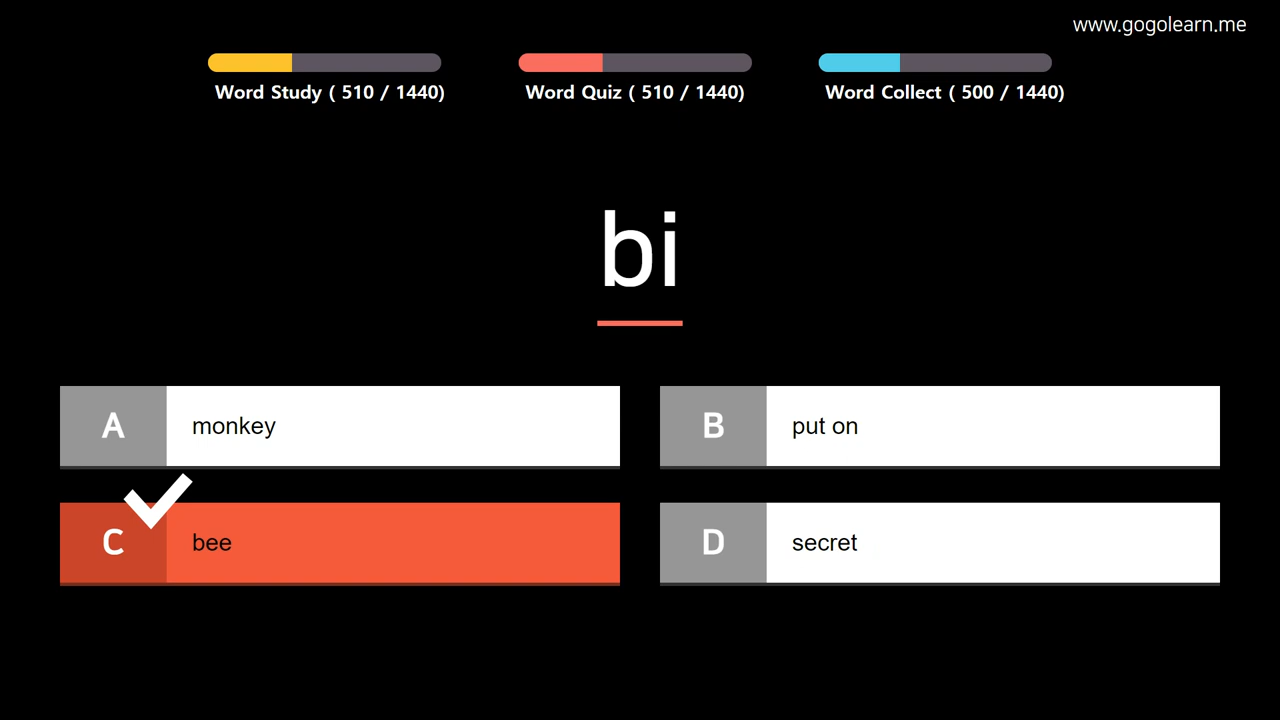 www.gogolearn.me
Word Study ( 510 / 1440)
Word Quiz ( 510 / 1440)
Word Collect ( 500 / 1440)
bi
A monkey
B put on
C bee
D secret